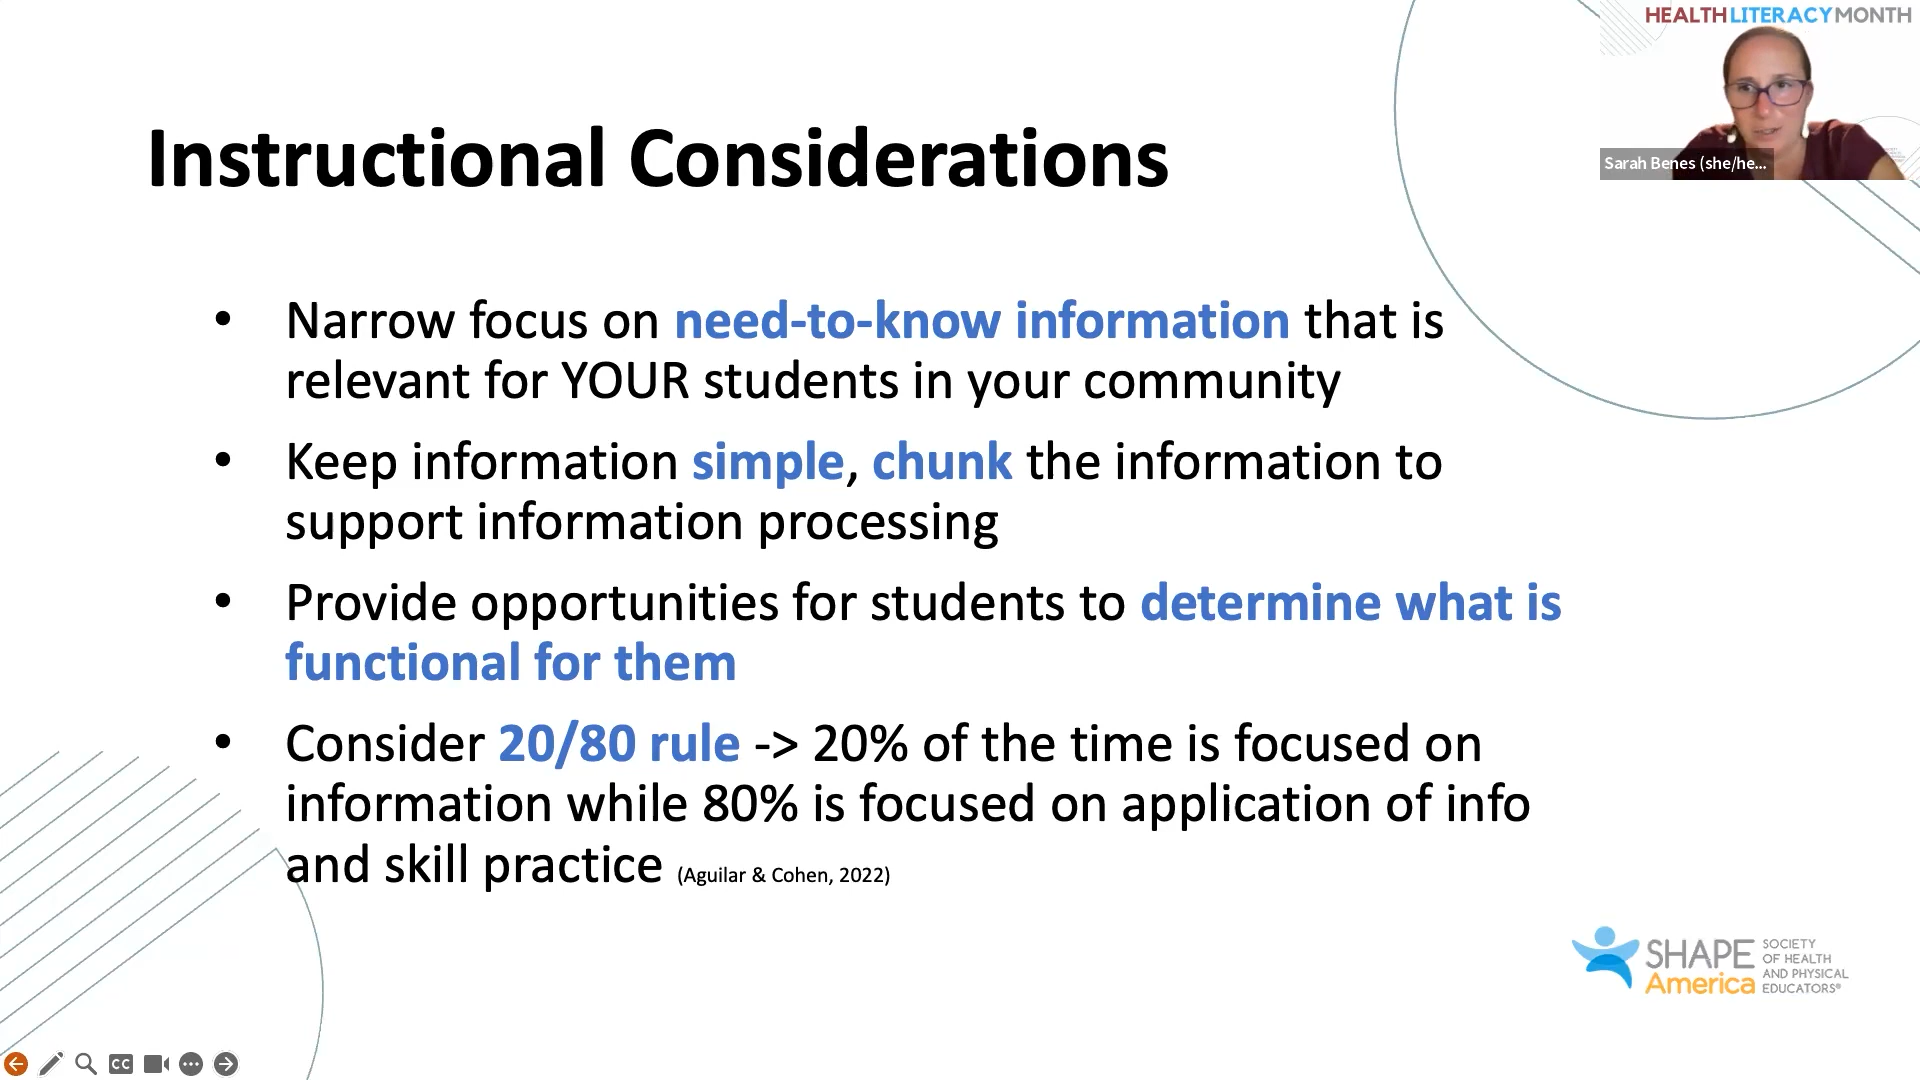 HEALTHLITERACYMONTH
Sarah Benes (she/he...
Instructional Considerations
• Narrow focus on need-to-know information that is
relevant for YOUR students in your community
• Keep information simple, chunk the information to
support information processing
• Provide opportunities for students to determine what is
functional for them
• Consider 20/80 rule -> 20% of the time is focused on
information while 80% is focused on application of info
and skill practice (Aguilar & Cohen, 2022)
SHAPE
America
SOCIETY
OF HEALTH
AND PHYSICAL
EDUCATORS®
CC